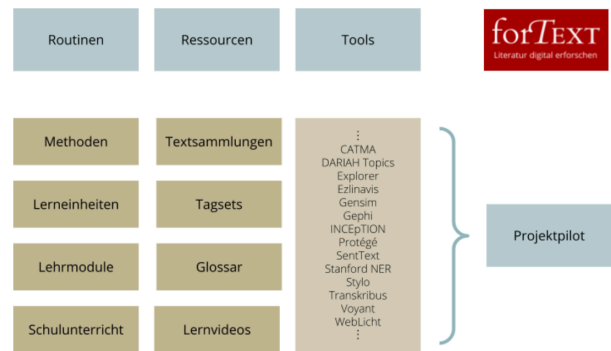 Routinen
Ressourcen
Tools
forTEXT
Literatur digital erforschen
Methoden
Textsammlungen
Lerneinheiten
Tagsets
Lehrmodule
Glossar
Schulunterricht
Lernvideos
⋮
CATMA
DARIAH Topics
Explorer
Ezlinavis
Gensim
Gephi
INCEpTION
Protégé
SentText
Stanford NER
Stylo
Transkribus
Voyant
WebLicht
⋮
Projektpilot